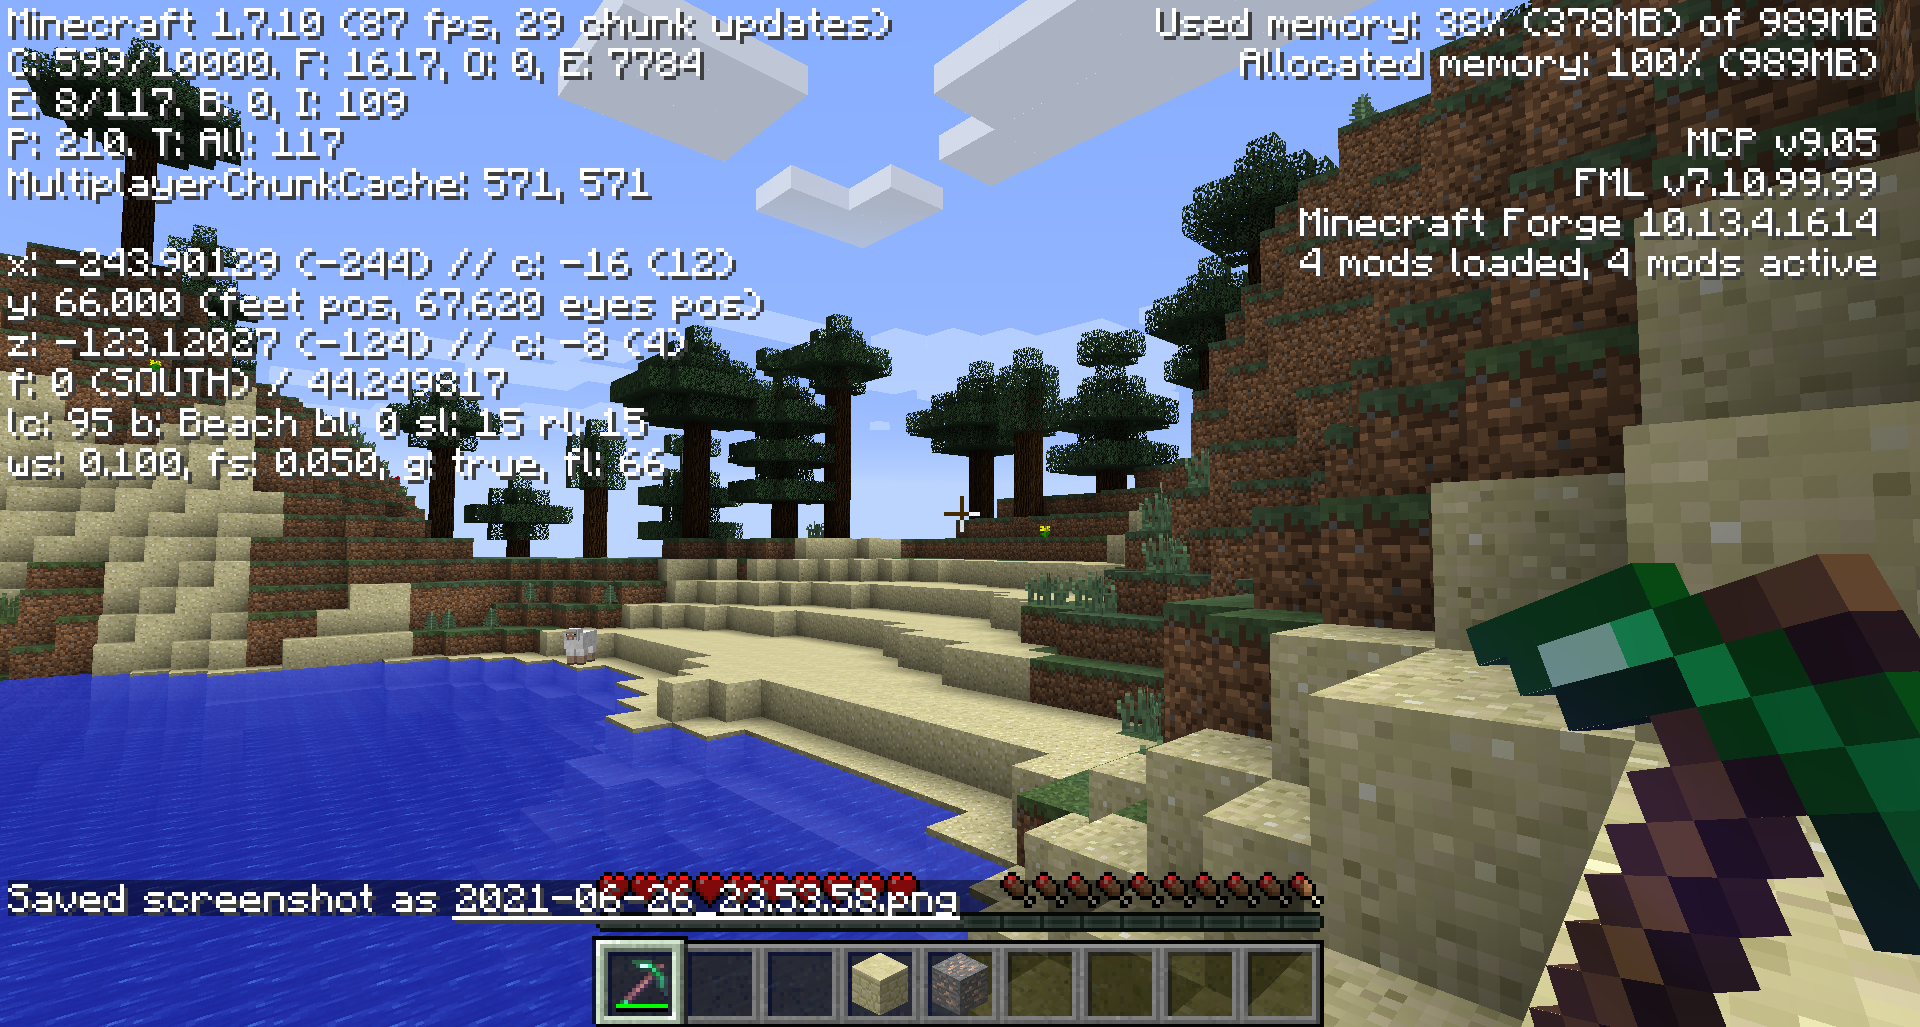 Minecraft 1.7.10 (87 fps, 29 chunk updates)
C: 599/10000. F: 1617, O: 0, E: 7784
E: 8/117. B: 0, I: 109
P: 210. T: All: 117
MultiplayerChunkCache: 571, 571
x: -243.90129 (-244) // c: -16 (12)
y: 66.000 (feet pos, 67.620 eyes pos)
z: -123.12027 (-124) // c: -8 (4)
f: 0 (SOUTH) / 44.249817
lc: 95 b: Beach bl: 0 sl: 15 rl: 15
ws: 0.100, fs: 0.050, g: true, fl: 66
Used memory: 38% (378MB) of 989MB
Allocated memory: 100% (989MB)
MCP v9.05
FML v7.10.99.99
Minecraft Forge 10.13.4.1614
4 mods loaded, 4 mods active
Saved screenshot as 2021-06-26_23.59.58.png